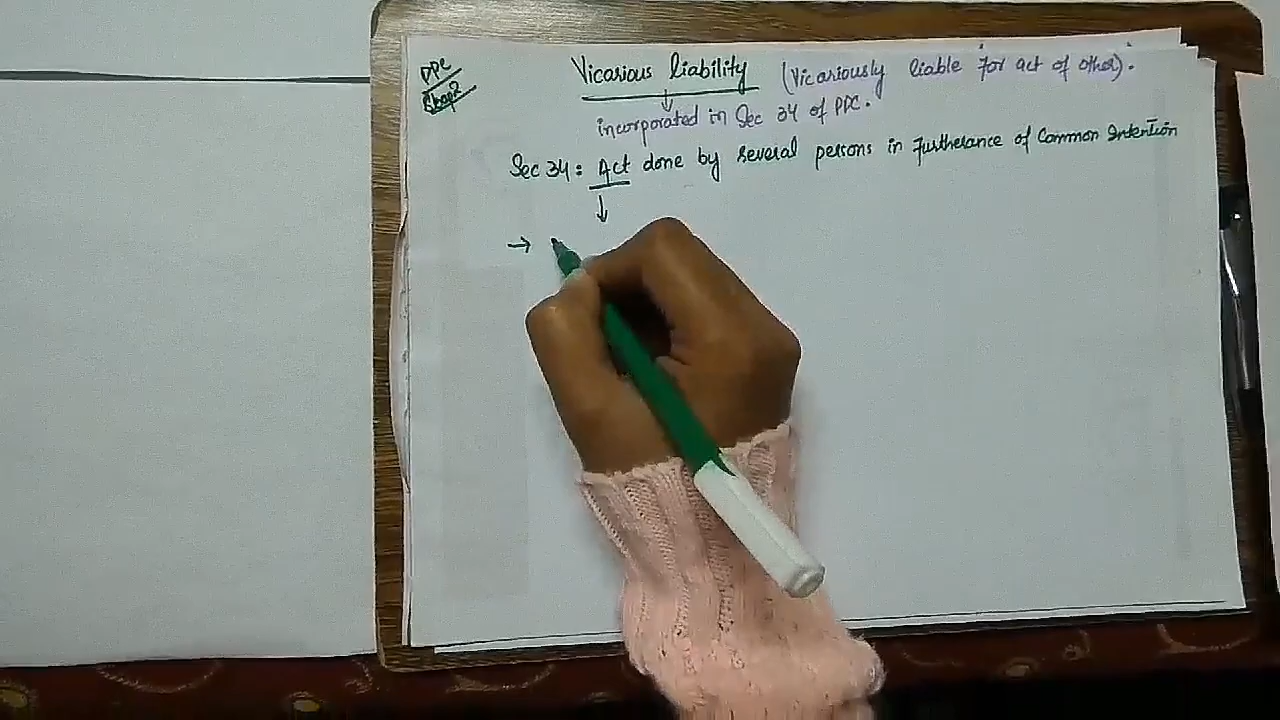 PPC
Chap 2
Vicarious liability (Vicariously liable for act of other).
incorporated in Sec 34 of PPC.
Sec 34: Act done by several persons in furtherance of Common Intention